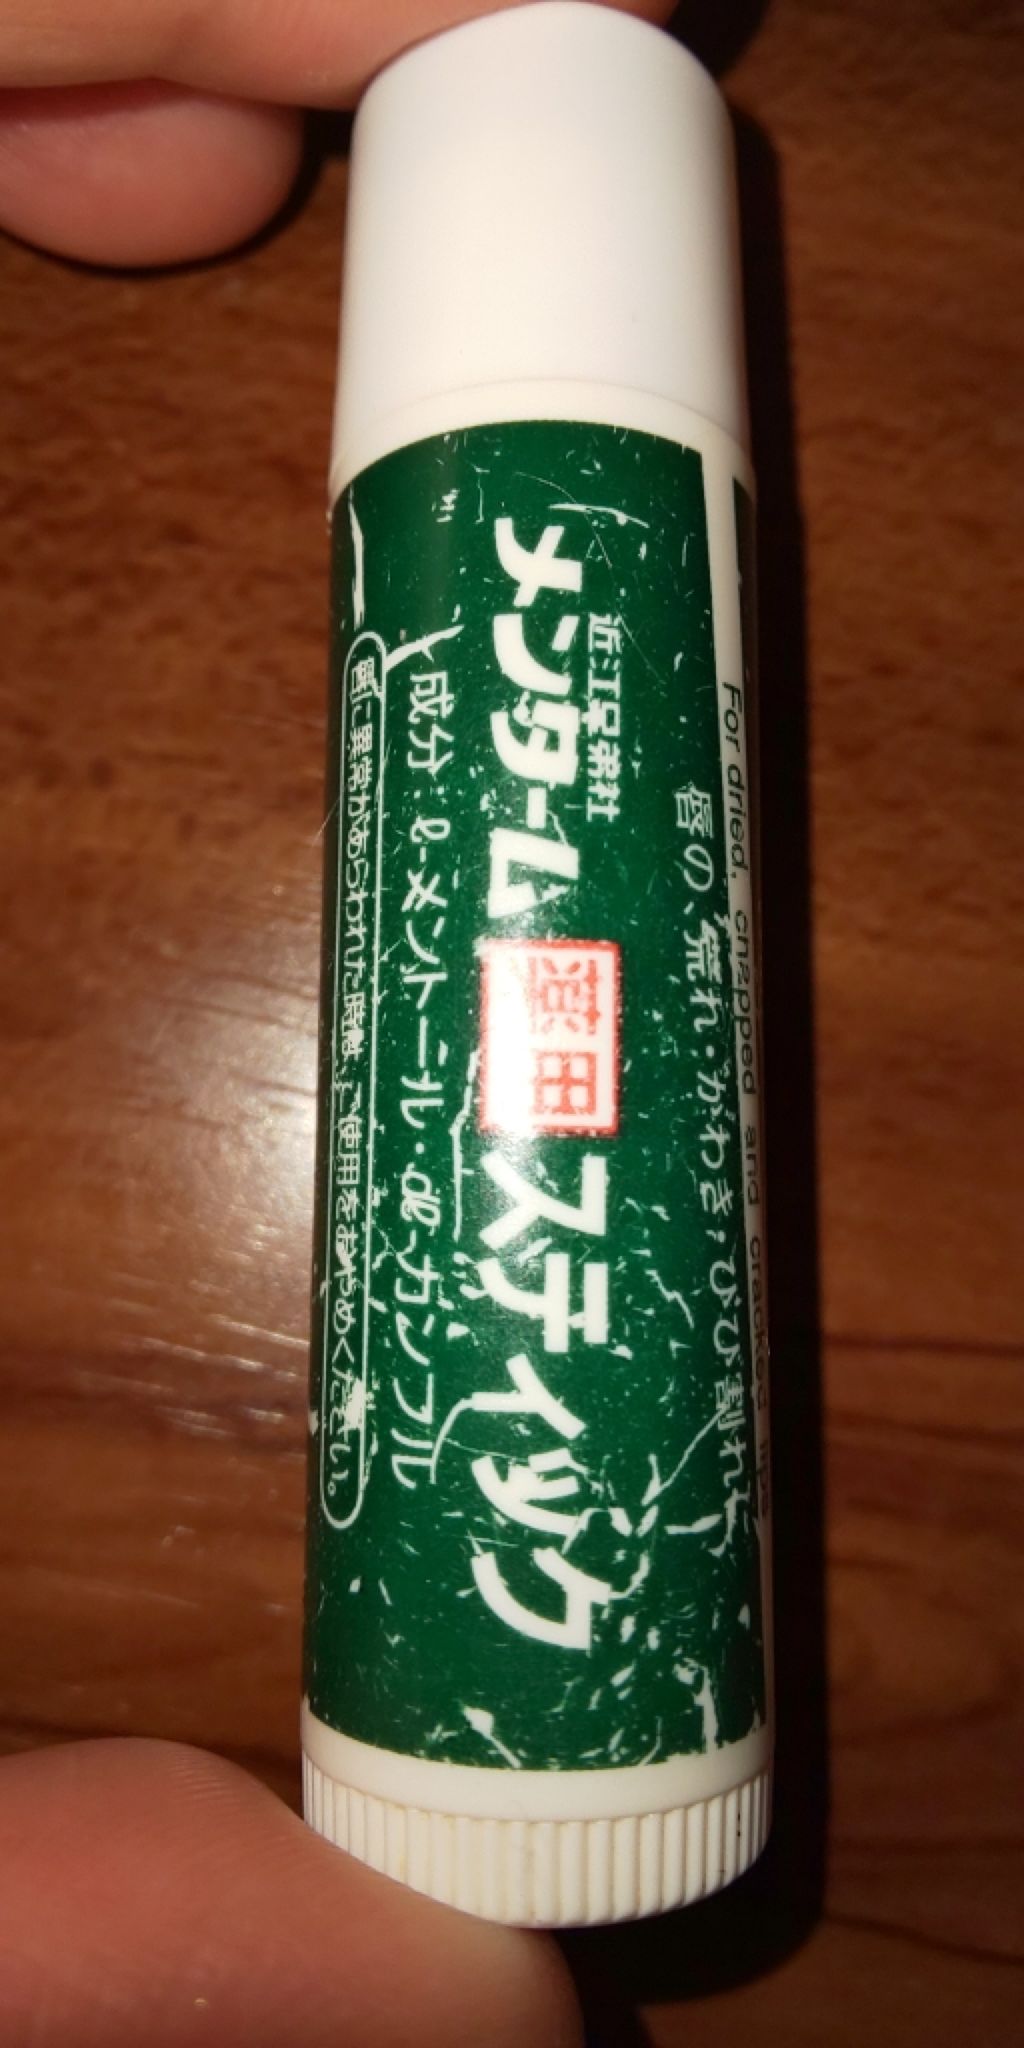 For dried, chapped and cracked lips
唇の、荒れ・かわき,ひび割れに
近江兄弟社
メンターム 薬用 スティック
成分:ℓ-メントール・dℓ-カンフル
唇に異常があらわれた時は、ご使用をおやめください。